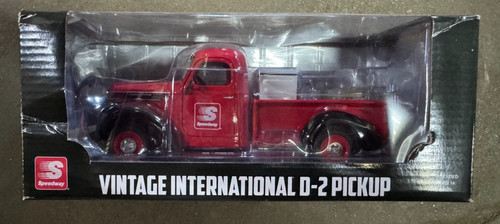 S
Speedway
S
Speedway
VINTAGE INTERNATIONAL D-2 PICKUP